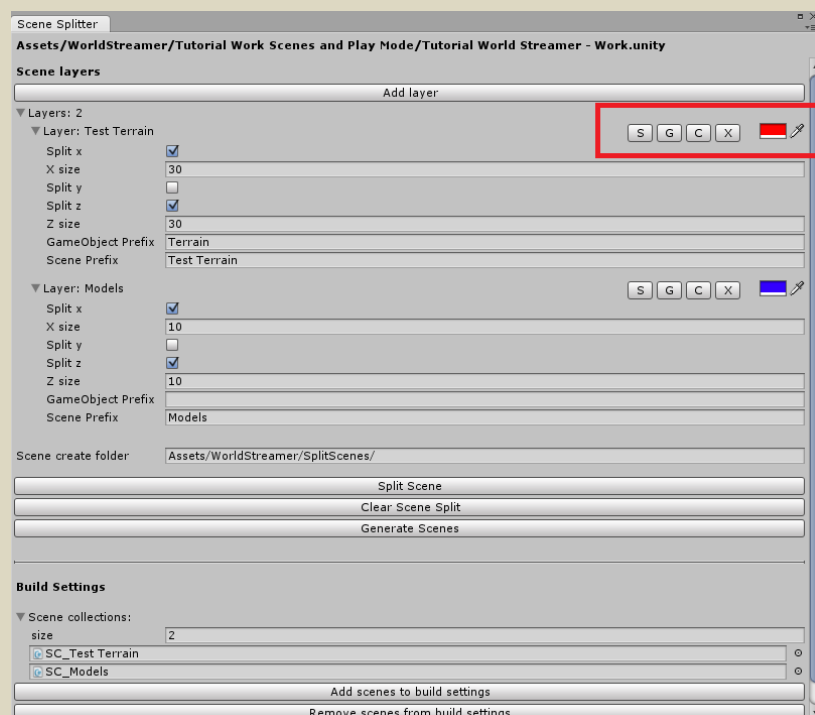 Scene Splitter
Assets/WorldStreamer/Tutorial Work Scenes and Play Mode/Tutorial World Streamer - Work.unity
Scene layers
Add layer
Layers: 2
Layer: Test Terrain S G C X
Split x
X size 30
Split y
Split z
Z size 30
GameObject Prefix Terrain
Scene Prefix Test Terrain
Layer: Models S G C X
Split x
X size 10
Split y
Split z
Z size 10
GameObject Prefix
Scene Prefix Models
Scene create folder Assets/WorldStreamer/SplitScenes/
Split Scene
Clear Scene Split
Generate Scenes
Build Settings
Scene collections:
size 2
SC_Test Terrain
SC_Models
Add scenes to build settings
Remove scenes from build settings